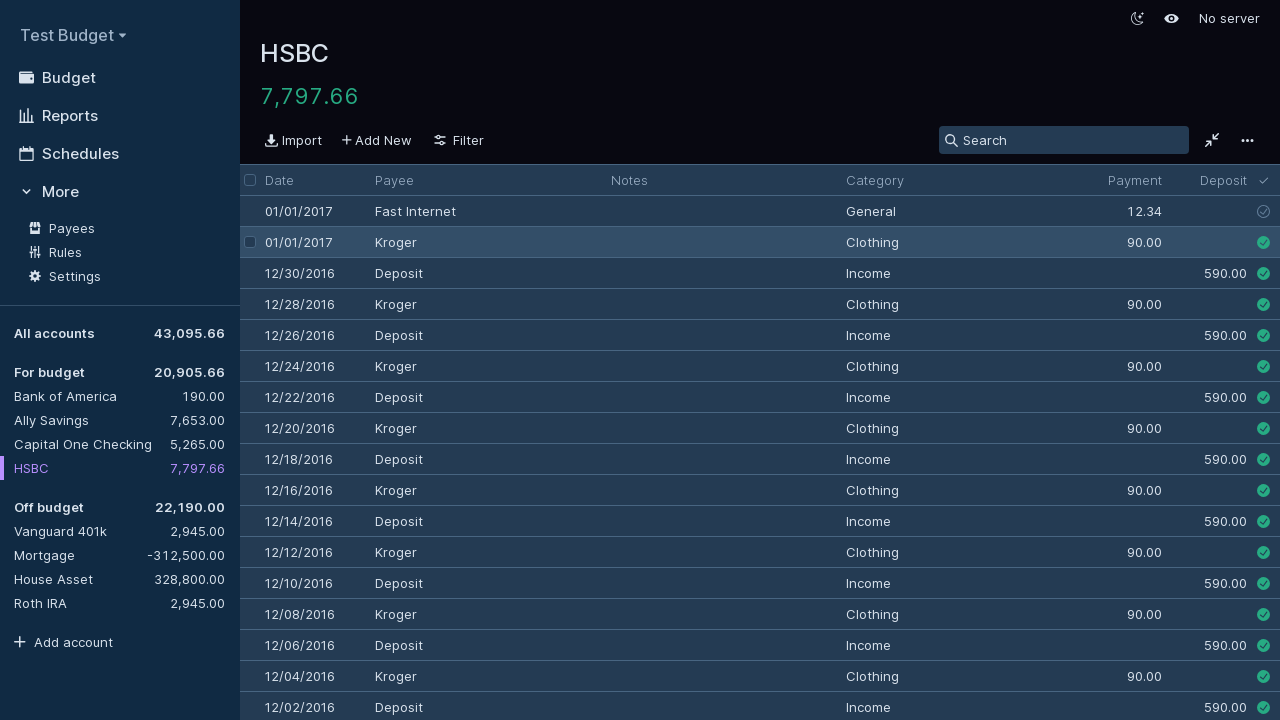 Test Budget
Budget
Reports
Schedules
More
Payees
Rules
Settings
All accounts 43,095.66
For budget 20,905.66
Bank of America 190.00
Ally Savings 7,653.00
Capital One Checking 5,265.00
HSBC 7,797.66
Off budget 22,190.00
Vanguard 401k 2,945.00
Mortgage -312,500.00
House Asset 328,800.00
Roth IRA 2,945.00
Add account
No server
HSBC
7,797.66
Import Add New Filter Search
Date Payee Notes Category Payment Deposit
01/01/2017 Fast Internet General 12.34
01/01/2017 Kroger Clothing 90.00
12/30/2016 Deposit Income 590.00
12/28/2016 Kroger Clothing 90.00
12/26/2016 Deposit Income 590.00
12/24/2016 Kroger Clothing 90.00
12/22/2016 Deposit Income 590.00
12/20/2016 Kroger Clothing 90.00
12/18/2016 Deposit Income 590.00
12/16/2016 Kroger Clothing 90.00
12/14/2016 Deposit Income 590.00
12/12/2016 Kroger Clothing 90.00
12/10/2016 Deposit Income 590.00
12/08/2016 Kroger Clothing 90.00
12/06/2016 Deposit Income 590.00
12/04/2016 Kroger Clothing 90.00
12/02/2016 Deposit Income 590.00